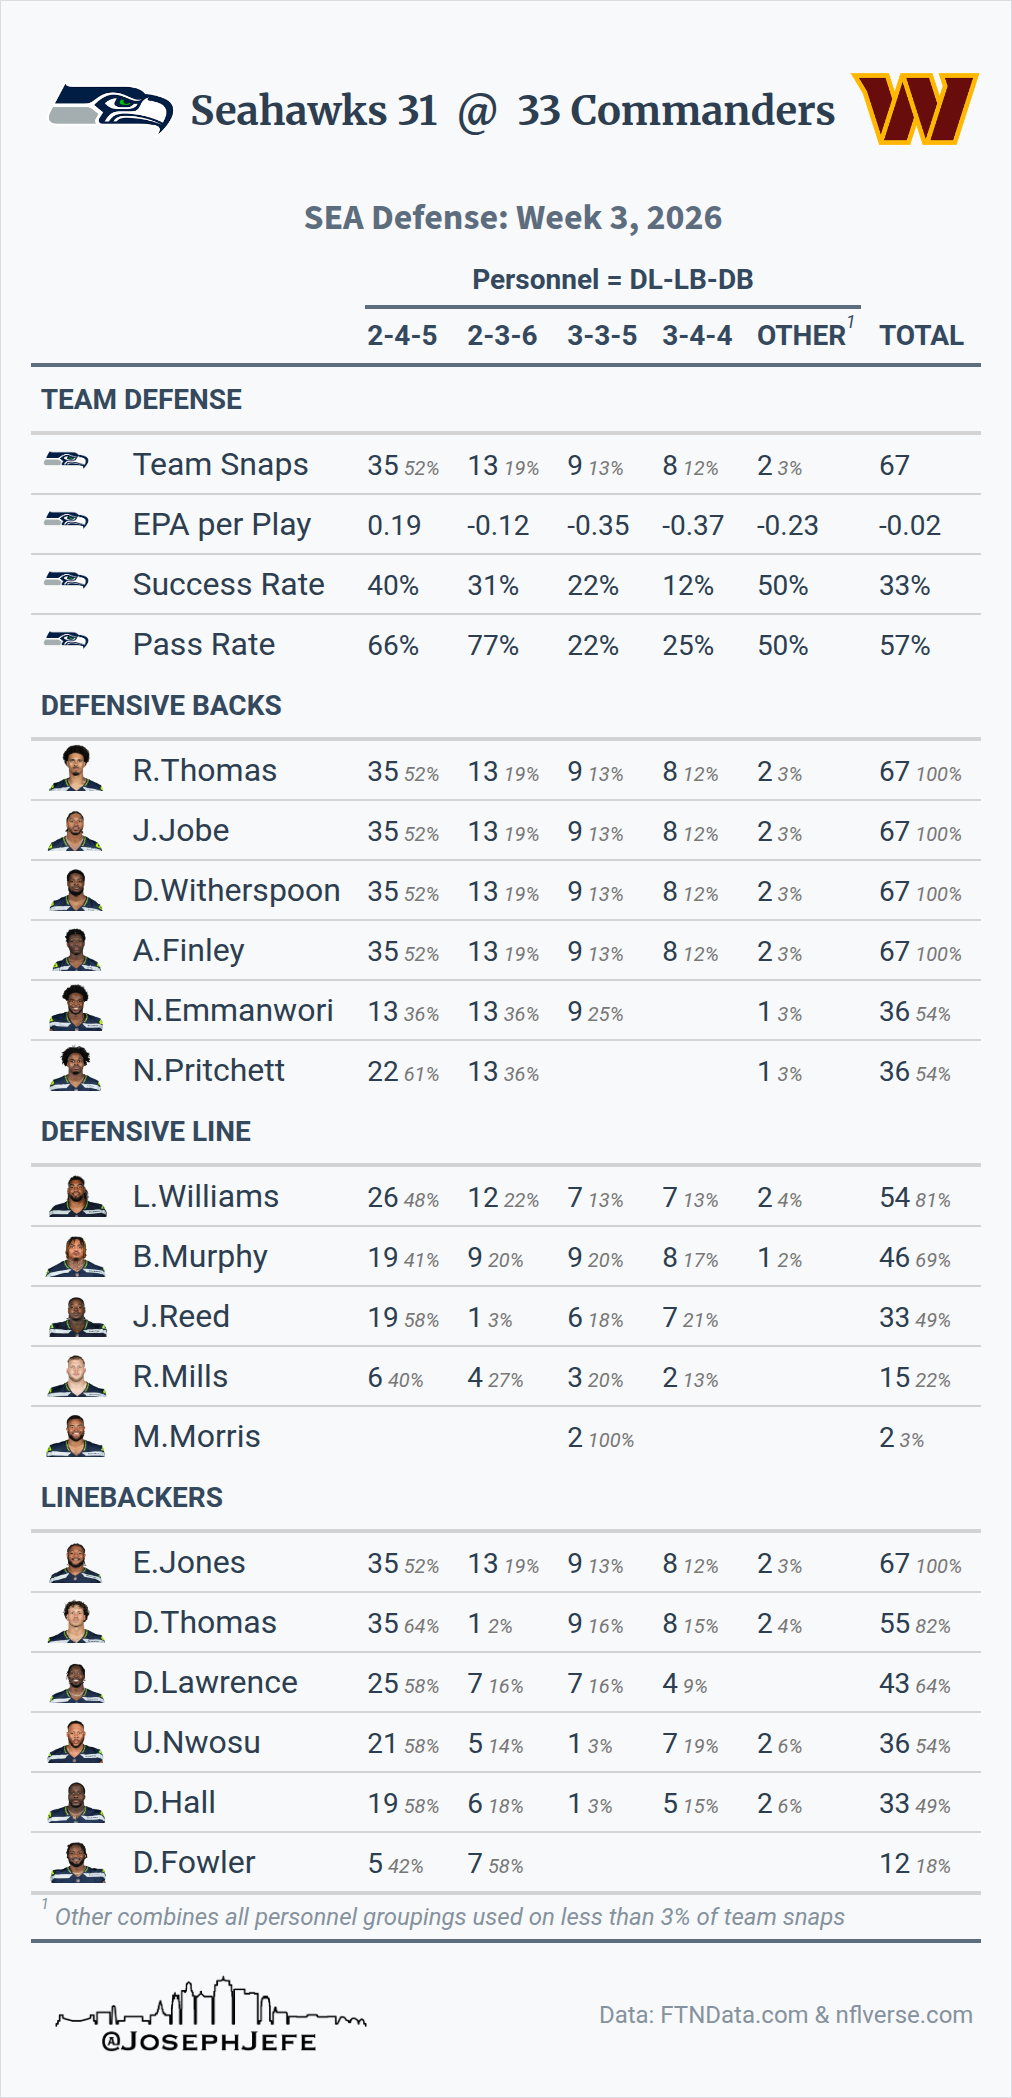 Seahawks 31 @ 33 Commanders
SEA Defense: Week 3, 2026
Personnel = DL-LB-DB
2-4-5 2-3-6 3-3-5 3-4-4 OTHER1 TOTAL
TEAM DEFENSE
Team Snaps 35 52% 13 19% 9 13% 8 12% 2 3% 67
EPA per Play 0.19 -0.12 -0.35 -0.37 -0.23 -0.02
Success Rate 40% 31% 22% 12% 50% 33%
Pass Rate 66% 77% 22% 25% 50% 57%
DEFENSIVE BACKS
R.Thomas 35 52% 13 19% 9 13% 8 12% 2 3% 67 100%
J.Jobe 35 52% 13 19% 9 13% 8 12% 2 3% 67 100%
D.Witherspoon 35 52% 13 19% 9 13% 8 12% 2 3% 67 100%
A.Finley 35 52% 13 19% 9 13% 8 12% 2 3% 67 100%
N.Emmanwori 13 36% 13 36% 9 25% 1 3% 36 54%
N.Pritchett 22 61% 13 36% 1 3% 36 54%
DEFENSIVE LINE
L.Williams 26 48% 12 22% 7 13% 7 13% 2 4% 54 81%
B.Murphy 19 41% 9 20% 9 20% 8 17% 1 2% 46 69%
J.Reed 19 58% 1 3% 6 18% 7 21% 33 49%
R.Mills 6 40% 4 27% 3 20% 2 13% 15 22%
M.Morris 2 100% 2 3%
LINEBACKERS
E.Jones 35 52% 13 19% 9 13% 8 12% 2 3% 67 100%
D.Thomas 35 64% 1 2% 9 16% 8 15% 2 4% 55 82%
D.Lawrence 25 58% 7 16% 7 16% 4 9% 43 64%
U.Nwosu 21 58% 5 14% 1 3% 7 19% 2 6% 36 54%
D.Hall 19 58% 6 18% 1 3% 5 15% 2 6% 33 49%
D.Fowler 5 42% 7 58% 12 18%
1 Other combines all personnel groupings used on less than 3% of team snaps
@JosephJefe
Data: FTNData.com & nflverse.com